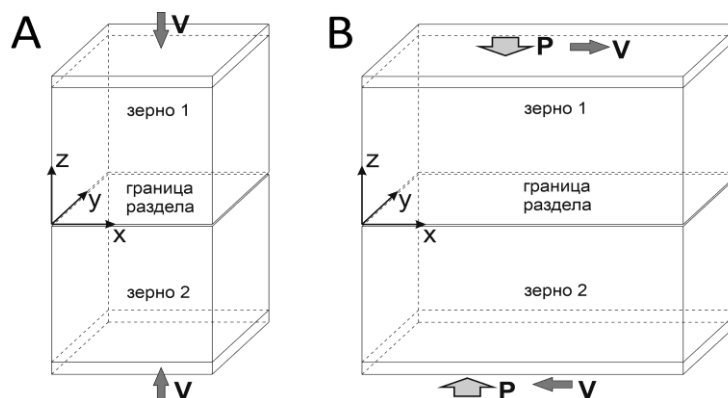 A
V
зерно 1
z
y
x
граница
раздела
зерно 2
V
B
P
V
зерно 1
z
y
x
граница
раздела
зерно 2
P
V